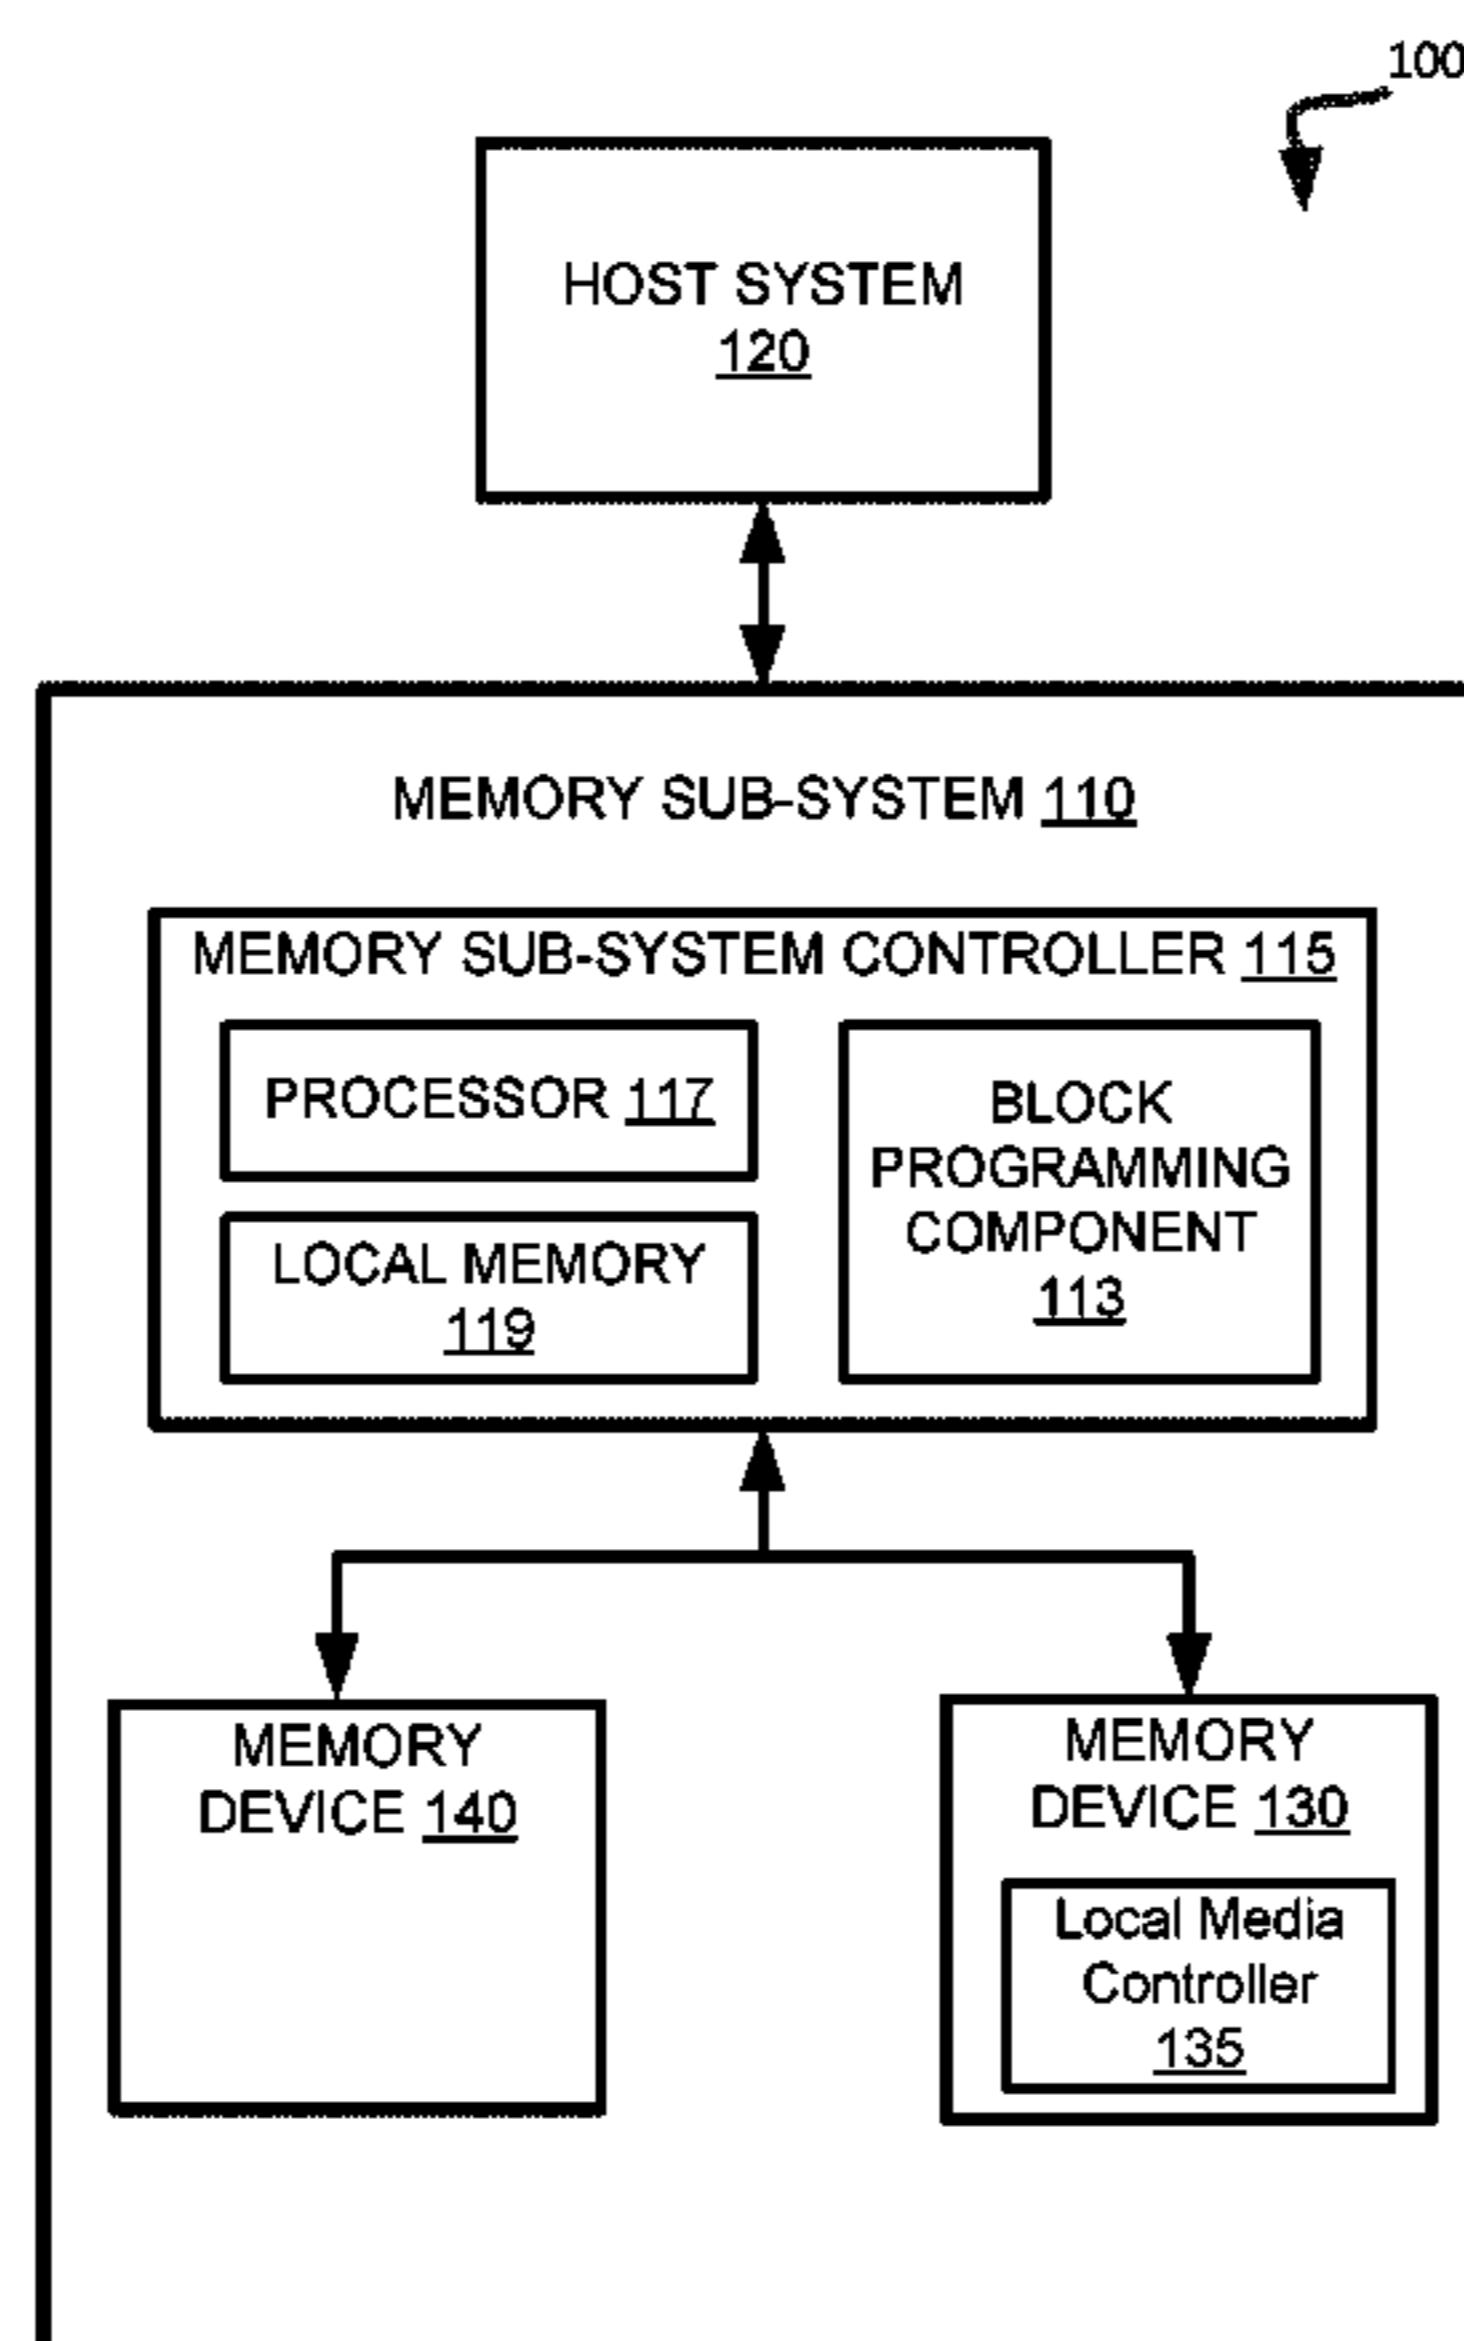 100
HOST SYSTEM
120
MEMORY SUB-SYSTEM 110
MEMORY SUB-SYSTEM CONTROLLER 115
PROCESSOR 117
LOCAL MEMORY
119
BLOCK
PROGRAMMING
COMPONENT
113
MEMORY
DEVICE 140
MEMORY
DEVICE 130
Local Media
Controller
135